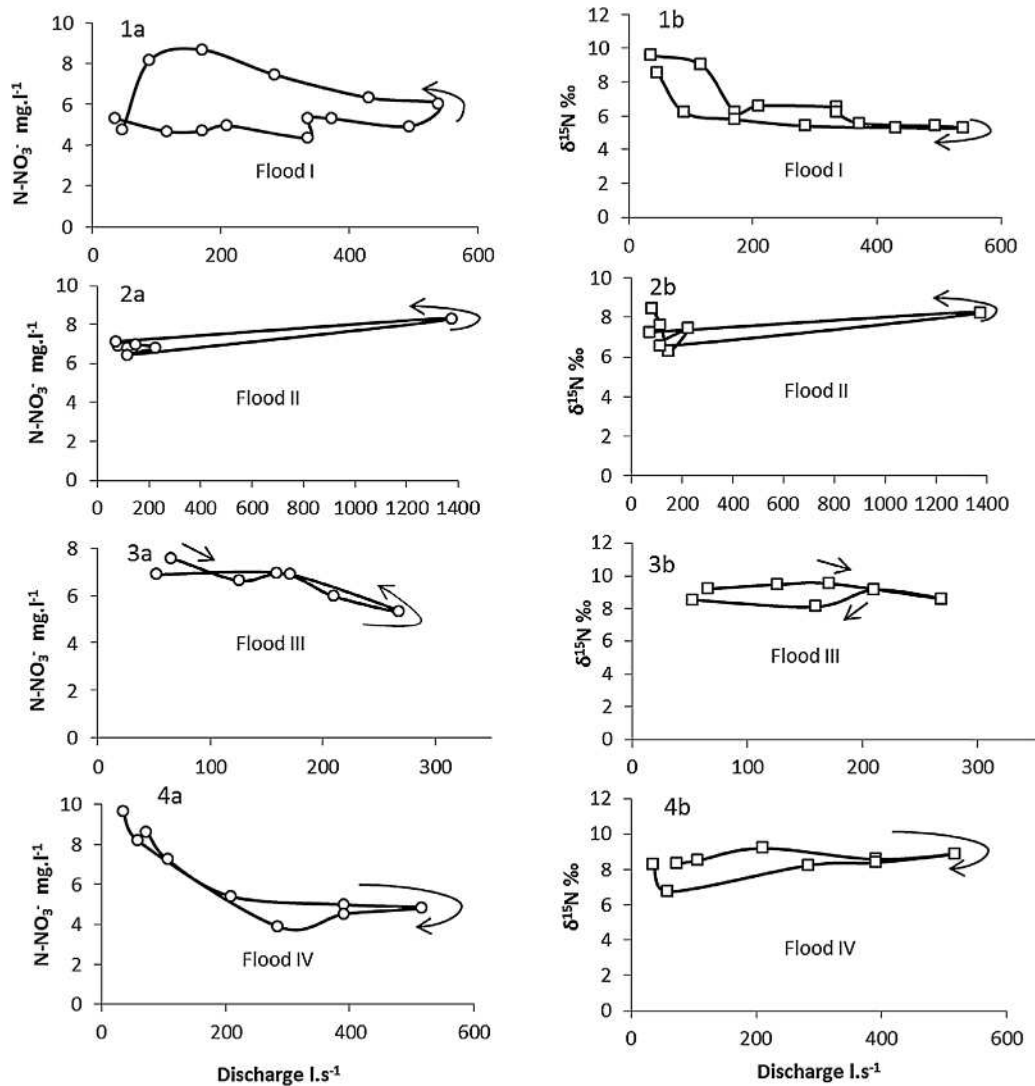 1a
10
8
6
4
2
0
N-NO₃⁻ mg.l⁻¹
Flood I
0 200 400 600
1b
12
10
8
6
4
2
0
δ¹⁵N ‰
Flood I
0 200 400 600
2a
10
8
6
4
2
0
N-NO₃⁻ mg.l⁻¹
Flood II
0 200 400 600 800 1000 1200 1400
2b
10
8
6
4
2
0
δ¹⁵N ‰
Flood II
0 200 400 600 800 1000 1200 1400
3a
8
6
4
2
0
N-NO₃⁻ mg.l⁻¹
Flood III
0 100 200 300
3b
12
10
8
6
4
2
0
δ¹⁵N ‰
Flood III
0 100 200 300
4a
10
8
6
4
2
0
N-NO₃⁻ mg.l⁻¹
Flood IV
0 200 400 600
Discharge l.s⁻¹
4b
12
10
8
6
4
2
0
δ¹⁵N ‰
Flood IV
0 200 400 600
Discharge l.s⁻¹